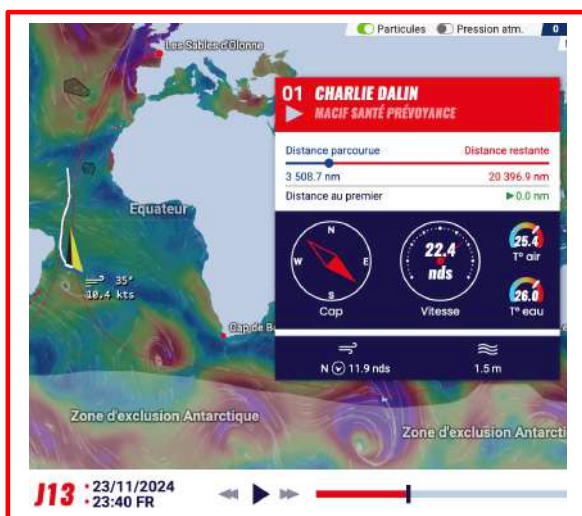 Particules Pression atm. 0
Les Sables d'Olonne
01 CHARLIE DALIN
MACIF SANTÉ PRÉVOYANCE
Distance parcourue Distance restante
3 508.7 nm 20 396.9 nm
Distance au premier 0.0 nm
Equateur
N
W E
S
Cap
22.4
nds
Vitesse
25.4
T° air
26.0
T° eau
35°
10.4 kts
Cap de B
N 11.9 nds 1.5 m
Zone d'exclusion Antarctique
Zone d'exclusion Antarcti
J13 23/11/2024
23:40 FR